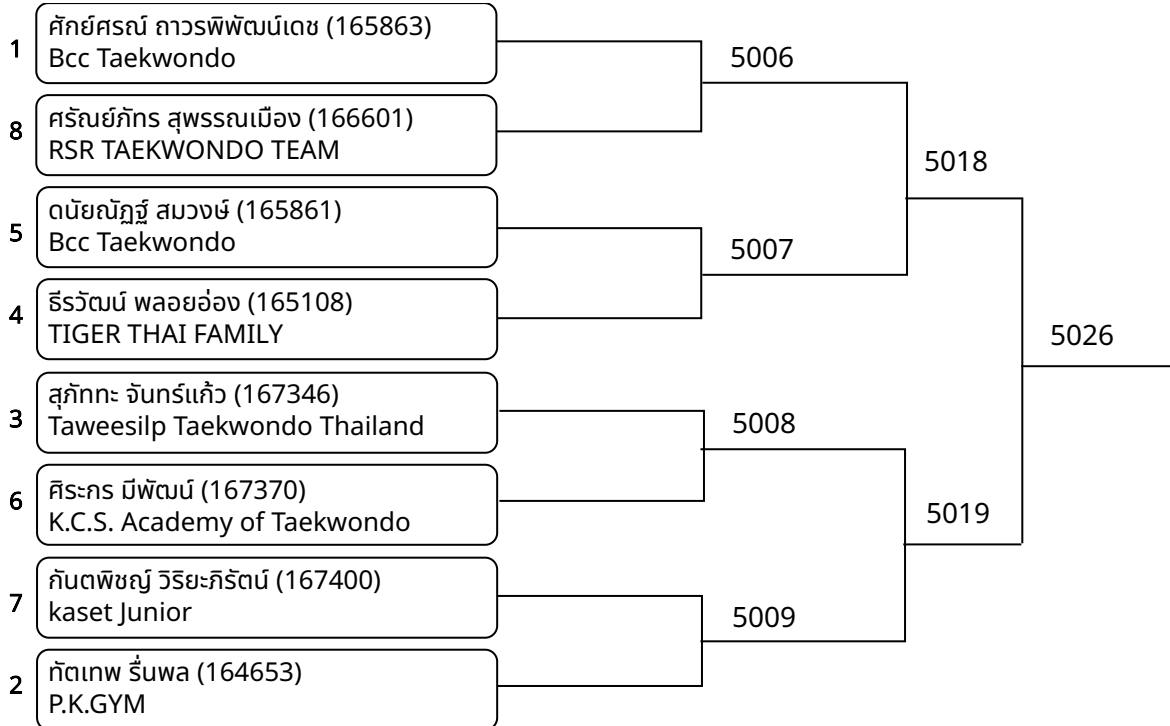 1
ศักย์ศรณ์ ถาวรพิพัฒน์เดช (165863)
Bcc Taekwondo
8
ศรัณย์ภัทร สุพรรณเมือง (166601)
RSR TAEKWONDO TEAM
5006
5
ดนัยณัฏฐ์ สมวงษ์ (165861)
Bcc Taekwondo
4
ธีรวัฒน์ พลอยอ่อง (165108)
TIGER THAI FAMILY
5007
5018
3
สุภัททะ จันทร์แก้ว (167346)
Taweesilp Taekwondo Thailand
6
ศิระกร มีพัฒน์ (167370)
K.C.S. Academy of Taekwondo
5008
7
กันตพิชญ์ วิริยะภิรัตน์ (167400)
kaset Junior
2
ทัตเทพ รื่นพล (164653)
P.K.GYM
5009
5019
5026